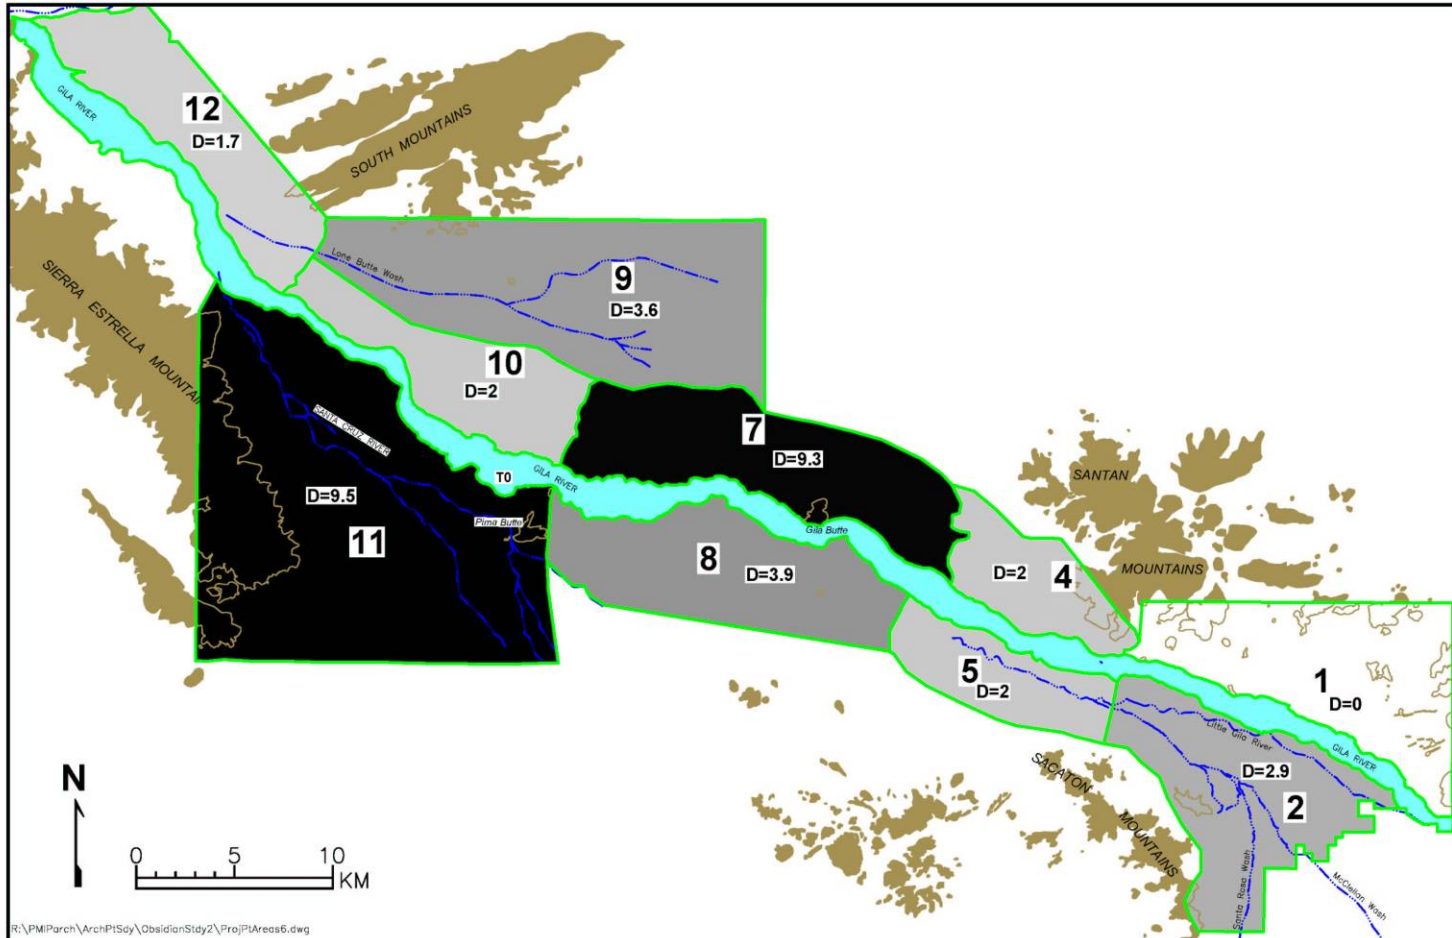 GILA RIVER
12
D=1.7
SOUTH MOUNTAINS
Lone Butte Wash
9
D=3.6
SIERRA ESTRELLA MOUNTAIN
10
D=2
7
D=9.3
SANTA CRUZ RIVER
T0
GILA RIVER
D=9.5
11
Pima Butte
Gila Butte
8
D=3.9
SANTAN
MOUNTAINS
D=2
4
5
D=2
1
D=0
Little Gila River
GILA RIVER
D=2.9
2
SACATON
MOUNTAINS
Santa Rosa Wash
McClellan Wash
N
0 5 10
KM
R:\PMIParch\ArchPtSdy\ObsidianStdy2\ProjPtAreas6.dwg